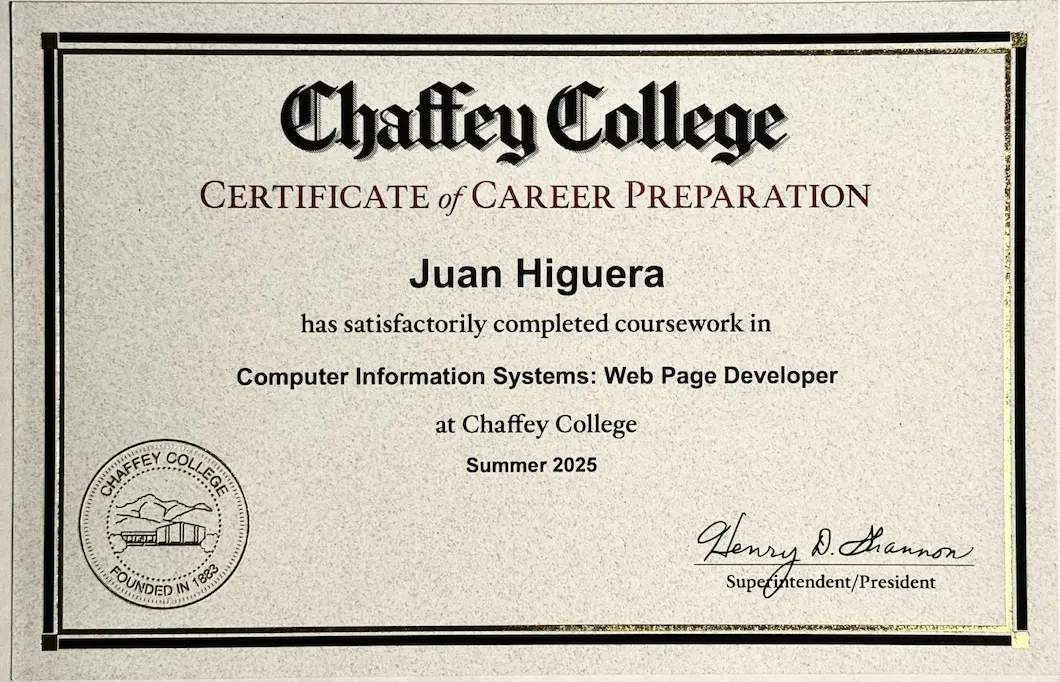 Chaffey College
CERTIFICATE of CAREER PREPARATION
Juan Higuera
has satisfactorily completed coursework in
Computer Information Systems: Web Page Developer
at Chaffey College
Summer 2025
CHAFFEY COLLEGE
FOUNDED IN 1883
Henry D. Shannon
Superintendent/President